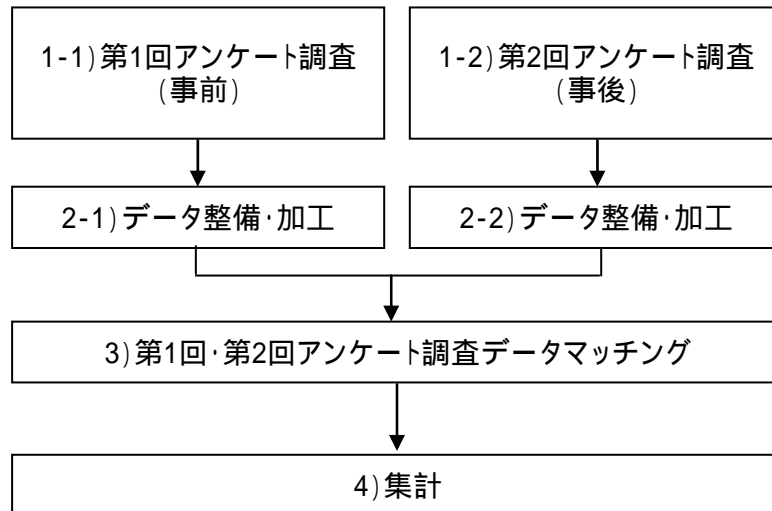 1-1)第1回アンケート調査
(事前)
1-2)第2回アンケート調査
(事後)
2-1)データ整備・加工
2-2)データ整備・加工
3)第1回・第2回アンケート調査データマッチング
4)集計